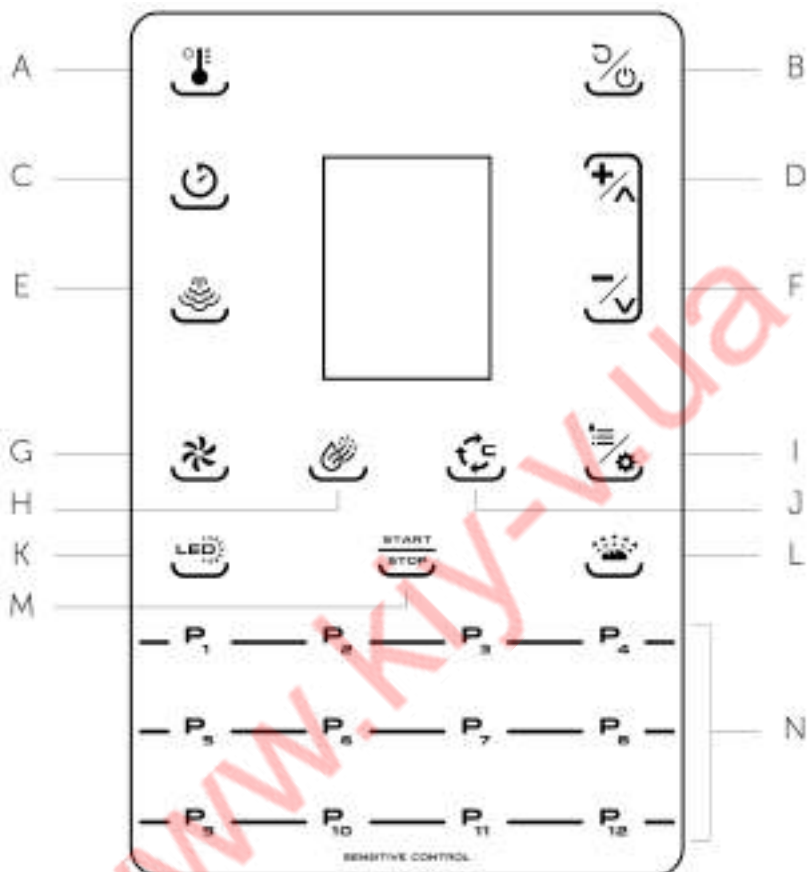 A B
C D
E F
G I
H J
K LED START STOP L
M
P1 P2 P3 P4
P5 P6 P7 P8
N
P9 P10 P11 P12
SENSITIVE CONTROL
www.kiy-v.ua